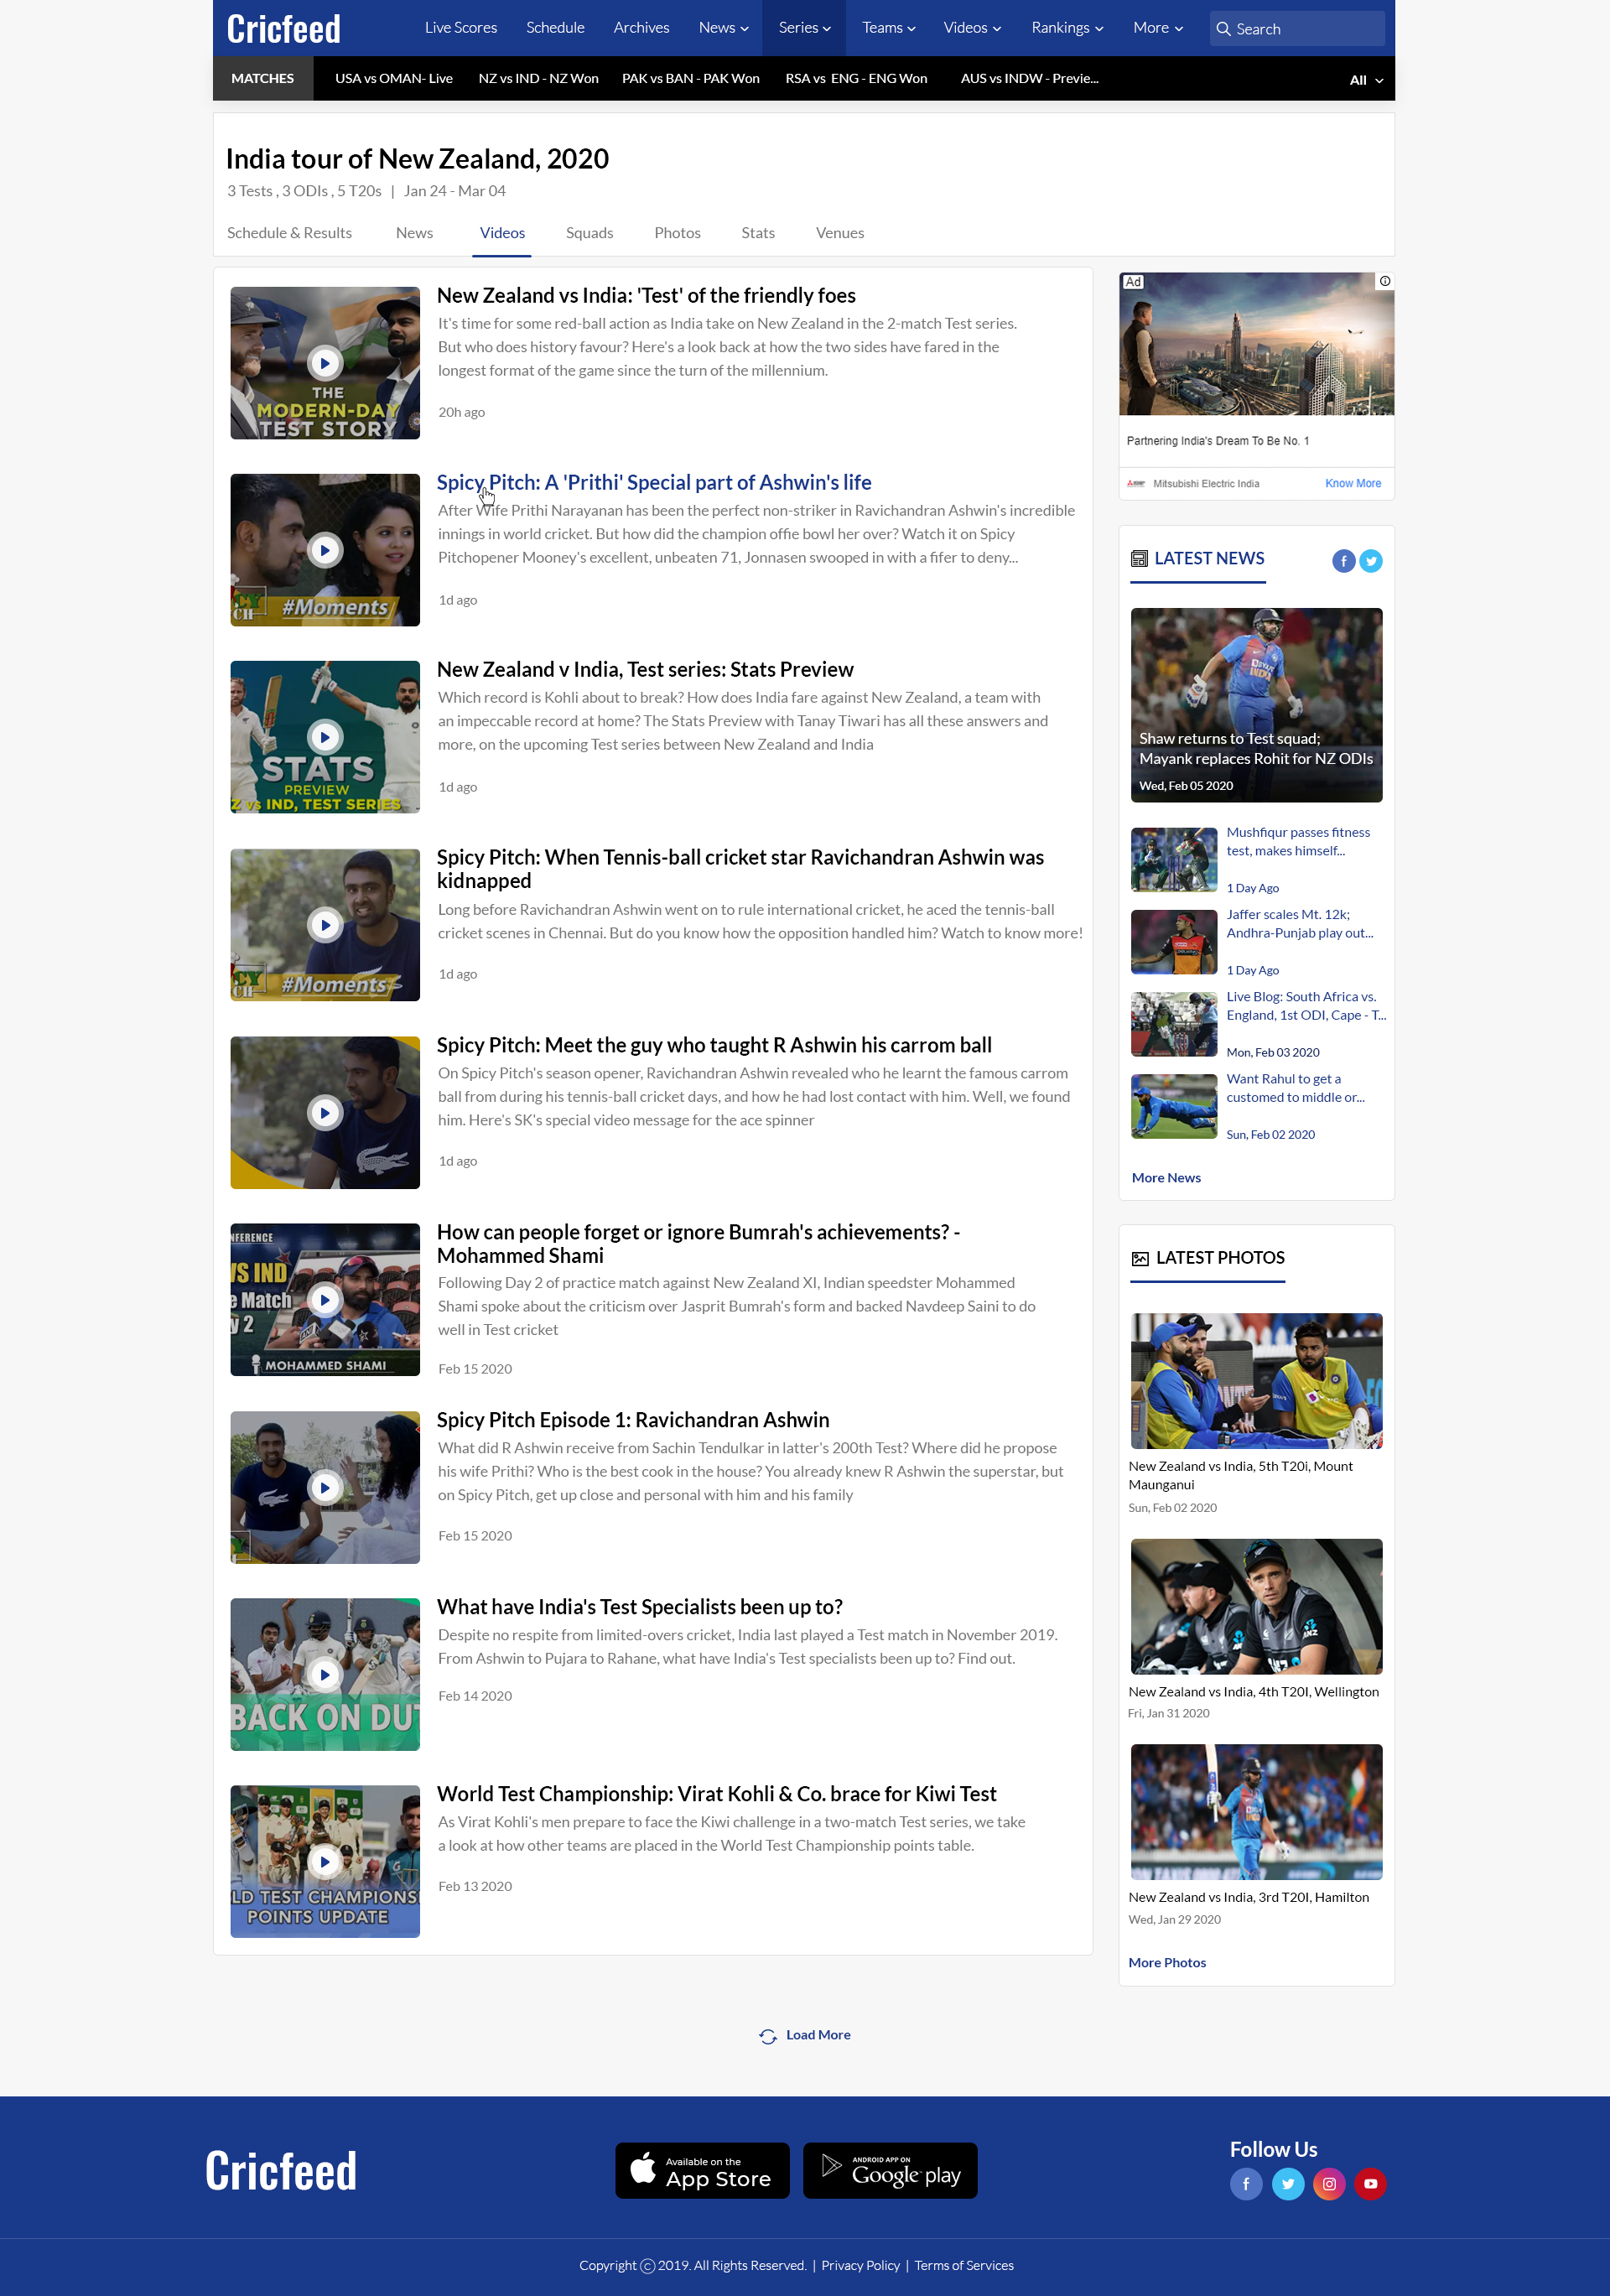 Cricfeed
Live Scores Schedule Archives News Series Teams Videos Rankings More Search
MATCHES USA vs OMAN- Live NZ vs IND - NZ Won PAK vs BAN - PAK Won RSA vs ENG - ENG Won AUS vs INDW - Previe... All
India tour of New Zealand, 2020
3 Tests , 3 ODIs , 5 T20s | Jan 24 - Mar 04
Schedule & Results News Videos Squads Photos Stats Venues
THE
MODERN-DAY
TEST STORY
New Zealand vs India: 'Test' of the friendly foes
It's time for some red-ball action as India take on New Zealand in the 2-match Test series.
But who does history favour? Here's a look back at how the two sides have fared in the
longest format of the game since the turn of the millennium.
20h ago
CY
CH
#Moments
Spicy Pitch: A 'Prithi' Special part of Ashwin's life
After Wife Prithi Narayanan has been the perfect non-striker in Ravichandran Ashwin's incredible
innings in world cricket. But how did the champion offie bowl her over? Watch it on Spicy
Pitchopener Mooney's excellent, unbeaten 71, Jonnasen swooped in with a fifer to deny...
1d ago
STATS
PREVIEW
Z vs IND, TEST SERIES
New Zealand v India, Test series: Stats Preview
Which record is Kohli about to break? How does India fare against New Zealand, a team with
an impeccable record at home? The Stats Preview with Tanay Tiwari has all these answers and
more, on the upcoming Test series between New Zealand and India
1d ago
CY
CH
#Moments
Spicy Pitch: When Tennis-ball cricket star Ravichandran Ashwin was
kidnapped
Long before Ravichandran Ashwin went on to rule international cricket, he aced the tennis-ball
cricket scenes in Chennai. But do you know how the opposition handled him? Watch to know more!
1d ago
Spicy Pitch: Meet the guy who taught R Ashwin his carrom ball
On Spicy Pitch's season opener, Ravichandran Ashwin revealed who he learnt the famous carrom
ball from during his tennis-ball cricket days, and how he had lost contact with him. Well, we found
him. Here's SK's special video message for the ace spinner
1d ago
NFERENCE
VS IND
e Match
y 2
MOHAMMED SHAMI
How can people forget or ignore Bumrah's achievements? -
Mohammed Shami
Following Day 2 of practice match against New Zealand XI, Indian speedster Mohammed
Shami spoke about the criticism over Jasprit Bumrah's form and backed Navdeep Saini to do
well in Test cricket
Feb 15 2020
Spicy Pitch Episode 1: Ravichandran Ashwin
What did R Ashwin receive from Sachin Tendulkar in latter's 200th Test? Where did he propose
his wife Prithi? Who is the best cook in the house? You already knew R Ashwin the superstar, but
on Spicy Pitch, get up close and personal with him and his family
Feb 15 2020
BACK ON DUT
What have India's Test Specialists been up to?
Despite no respite from limited-overs cricket, India last played a Test match in November 2019.
From Ashwin to Pujara to Rahane, what have India's Test specialists been up to? Find out.
Feb 14 2020
LD TEST CHAMPIONS
POINTS UPDATE
World Test Championship: Virat Kohli & Co. brace for Kiwi Test
As Virat Kohli's men prepare to face the Kiwi challenge in a two-match Test series, we take
a look at how other teams are placed in the World Test Championship points table.
Feb 13 2020
Ad
Partnering India's Dream To Be No. 1
Mitsubishi Electric India Know More
LATEST NEWS
Shaw returns to Test squad;
Mayank replaces Rohit for NZ ODIs
Wed, Feb 05 2020
Mushfiqur passes fitness
test, makes himself...
1 Day Ago
Jaffer scales Mt. 12k;
Andhra-Punjab play out...
1 Day Ago
Live Blog: South Africa vs.
England, 1st ODI, Cape - T...
Mon, Feb 03 2020
Want Rahul to get a
customed to middle or...
Sun, Feb 02 2020
More News
LATEST PHOTOS
New Zealand vs India, 5th T20i, Mount
Maunganui
Sun, Feb 02 2020
New Zealand vs India, 4th T20I, Wellington
Fri, Jan 31 2020
New Zealand vs India, 3rd T20I, Hamilton
Wed, Jan 29 2020
More Photos
Load More
Cricfeed
Available on the
App Store
ANDROID APP ON
Google play
Follow Us
Copyright © 2019. All Rights Reserved. | Privacy Policy | Terms of Services